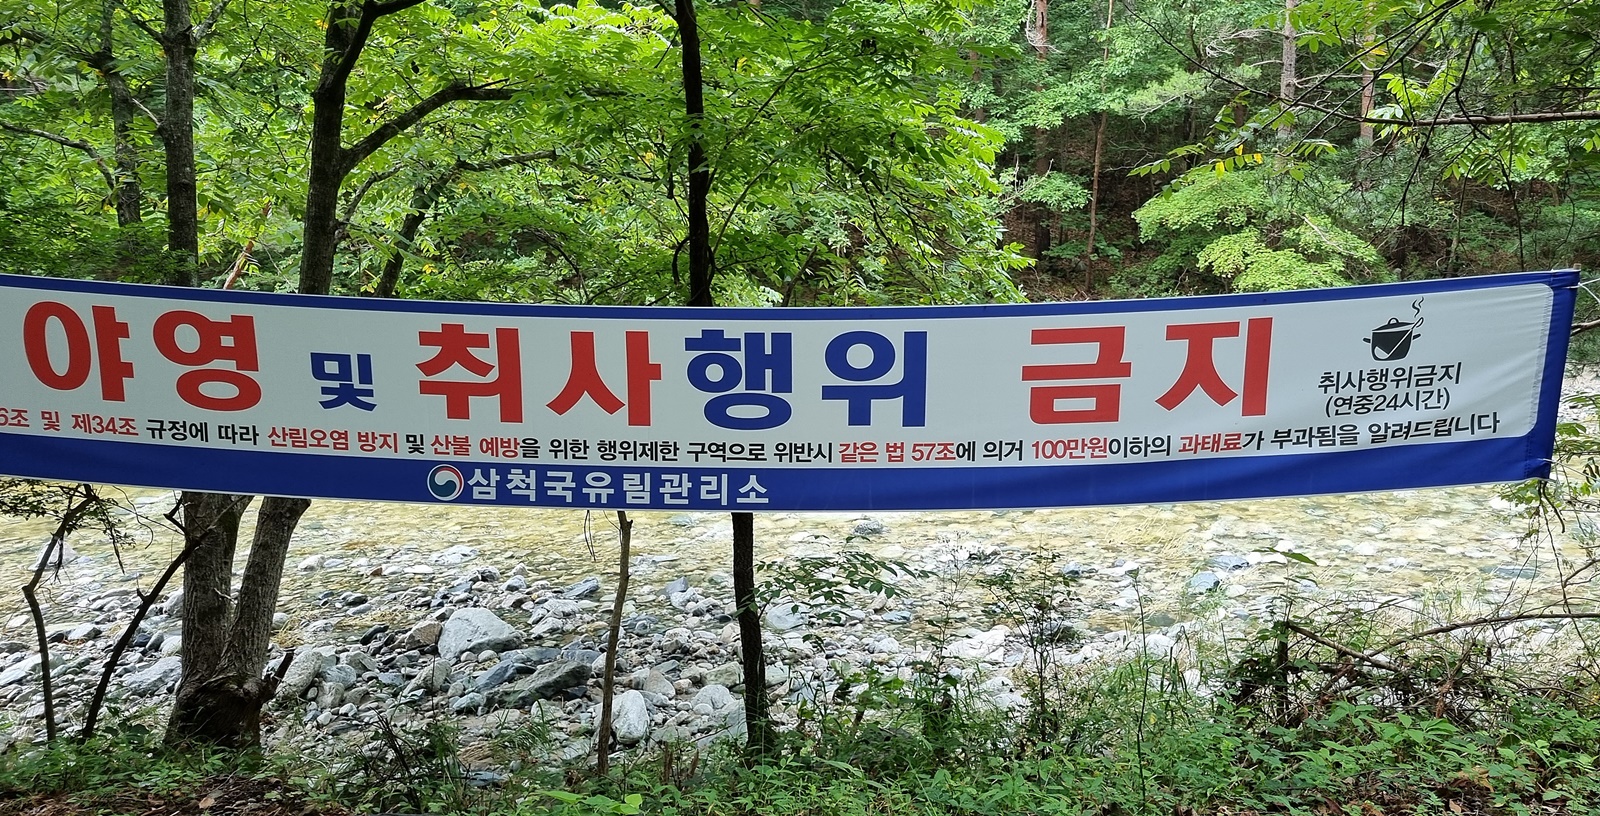 야영 및 취사행위 금지
취사행위금지
(연중24시간)
6조 및 제34조 규정에 따라 산림오염 방지 및 산불 예방을 위한 행위제한 구역으로 위반시 같은 법 57조에 의거 100만원이하의 과태료가 부과됨을 알려드립니다
삼척국유림관리소